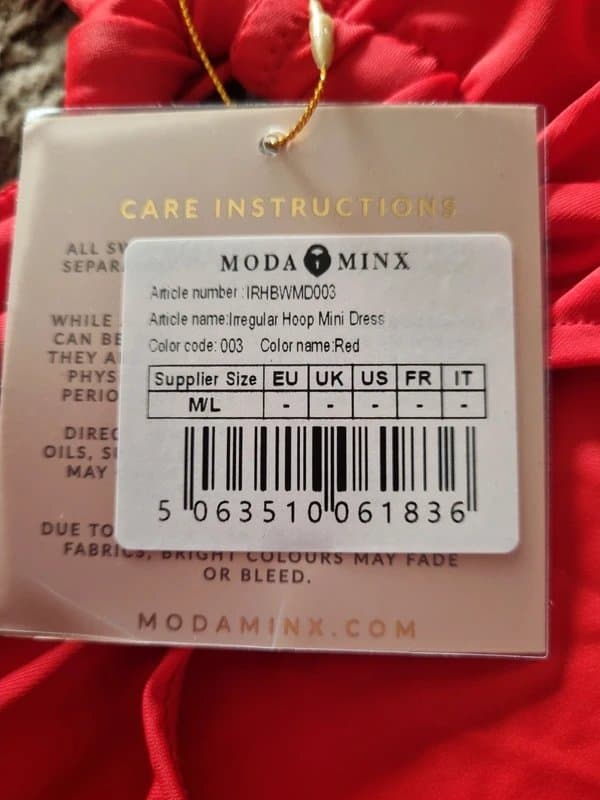 CARE INSTRUCTIONS
ALL
SEPAR
MODA MINX
Article number:IRHBWMD003
Article name:Irregular Hoop Mini Dress
Color code: 003 Color name:Red
WHILE
CAN BE
THEY A
PHYS
PERIO
Supplier Size EU UK US FR IT
M/L - - - - -
DIREC
OILS, S
MAY
5 063510 061836
DUE TO
FABRICS, BRIGHT COLOURS MAY FADE
OR BLEED.
MODAMINX.COM